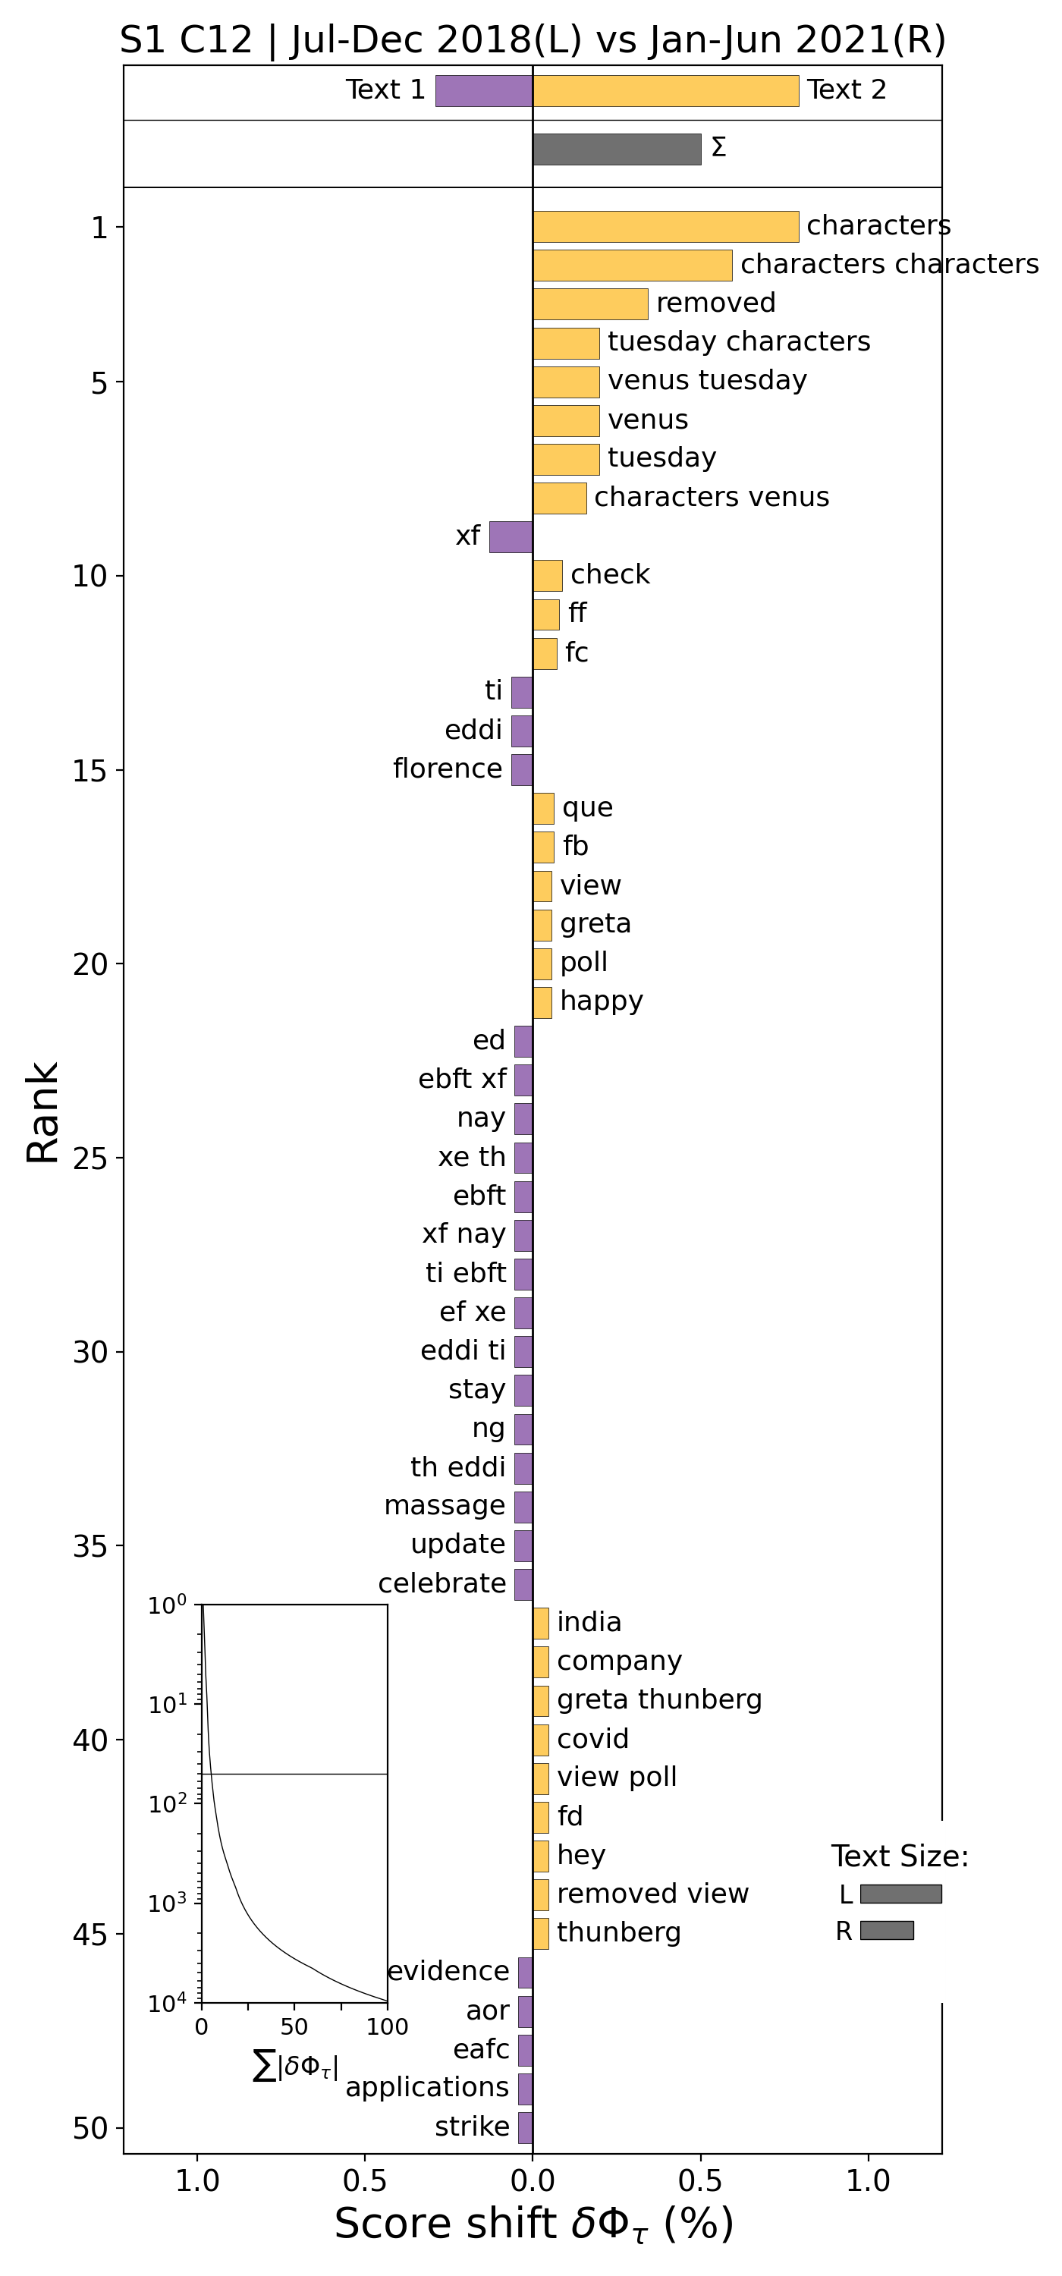 S1 C12 | Jul-Dec 2018(L) vs Jan-Jun 2021(R)
Text 1
Text 2
Σ
1
characters
characters characters
removed
tuesday characters
5
venus tuesday
venus
tuesday
characters venus
xf
10
check
ff
fc
ti
eddi
15
florence
que
fb
view
greta
20
poll
happy
ed
ebft xf
nay
25
xe th
ebft
xf nay
ti ebft
ef xe
30
eddi ti
stay
ng
th eddi
massage
35
update
celebrate
india
company
greta thunberg
40
covid
view poll
fd
hey
removed view
45
thunberg
evidence
aor
eafc
applications
50
strike
Rank
10⁰
10¹
10²
10³
10⁴
0 50 100
∑|δΦτ|
Text Size:
L
R
1.0 0.5 0.0 0.5 1.0
Score shift δΦτ (%)